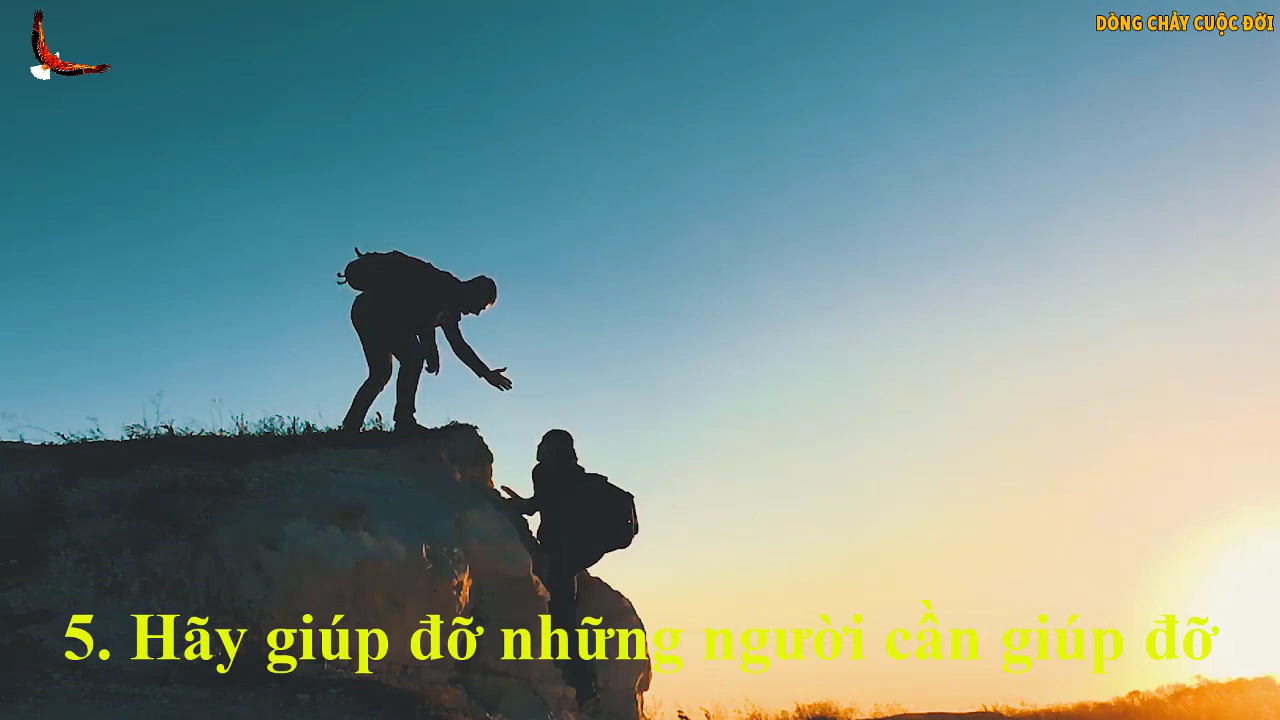 DÒNG CHẢY CUỘC ĐỜI
5. Hãy giúp đỡ những người cần giúp đỡ